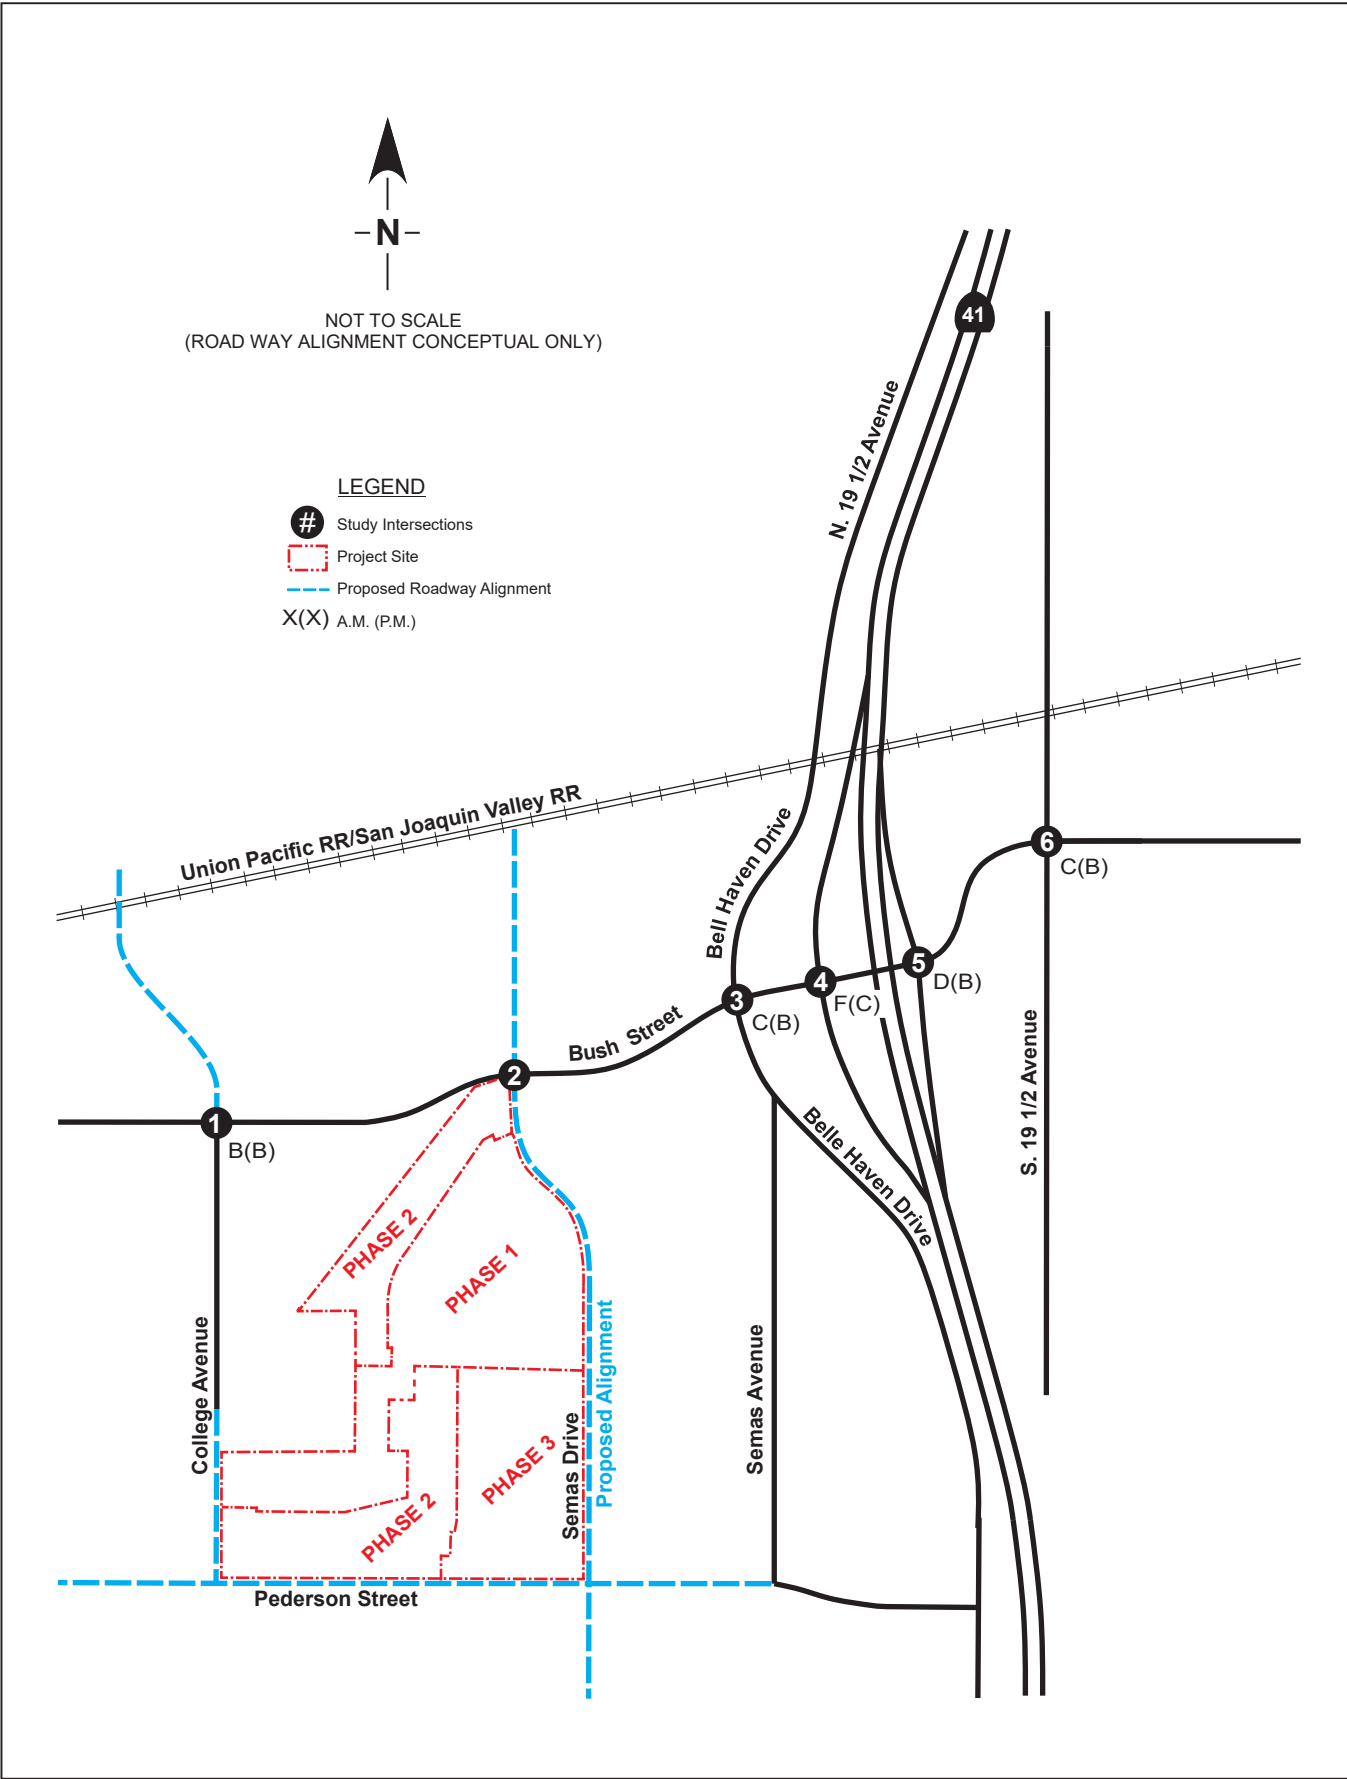 N
NOT TO SCALE
(ROAD WAY ALIGNMENT CONCEPTUAL ONLY)
41
N. 19 1/2 Avenue
LEGEND
# Study Intersections
Project Site
Proposed Roadway Alignment
X(X) A.M. (P.M.)
Union Pacific RR/San Joaquin Valley RR
Bell Haven Drive
6
C(B)
5
D(B)
4
F(C)
3
C(B)
Bush Street
2
1
B(B)
S. 19 1/2 Avenue
Belle Haven Drive
PHASE 2
PHASE 1
College Avenue
Proposed Alignment
Semas Avenue
Semas Drive
PHASE 3
PHASE 2
Pederson Street